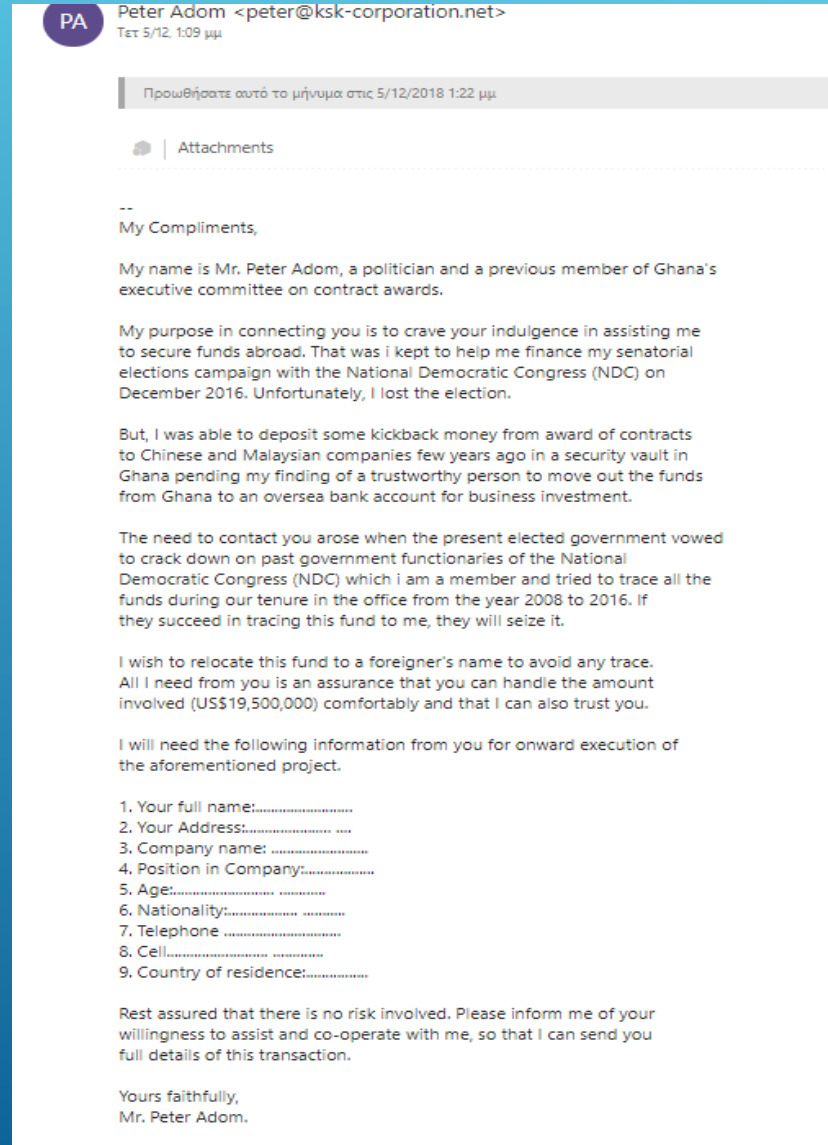 PA
Peter Adom <peter@ksk-corporation.net>
Τετ 5/12, 1:09 μμ
Προωθήσατε αυτό το μήνυμα στις 5/12/2018 1:22 μμ
Attachments
--
My Compliments,
My name is Mr. Peter Adom, a politician and a previous member of Ghana's
executive committee on contract awards.
My purpose in connecting you is to crave your indulgence in assisting me
to secure funds abroad. That was i kept to help me finance my senatorial
elections campaign with the National Democratic Congress (NDC) on
December 2016. Unfortunately, I lost the election.
But, I was able to deposit some kickback money from award of contracts
to Chinese and Malaysian companies few years ago in a security vault in
Ghana pending my finding of a trustworthy person to move out the funds
from Ghana to an oversea bank account for business investment.
The need to contact you arose when the present elected government vowed
to crack down on past government functionaries of the National
Democratic Congress (NDC) which i am a member and tried to trace all the
funds during our tenure in the office from the year 2008 to 2016. If
they succeed in tracing this fund to me, they will seize it.
I wish to relocate this fund to a foreigner's name to avoid any trace.
All I need from you is an assurance that you can handle the amount
involved (US$19,500,000) comfortably and that I can also trust you.
I will need the following information from you for onward execution of
the aforementioned project.
1. Your full name:............................
2. Your Address:......................... ....
3. Company name: ............................
4. Position in Company:....................
5. Age:............................. .............
6. Nationality:.................... ............
7. Telephone ..................................
8. Cell............................. ..............
9. Country of residence:..................
Rest assured that there is no risk involved. Please inform me of your
willingness to assist and co-operate with me, so that I can send you
full details of this transaction.
Yours faithfully,
Mr. Peter Adom.